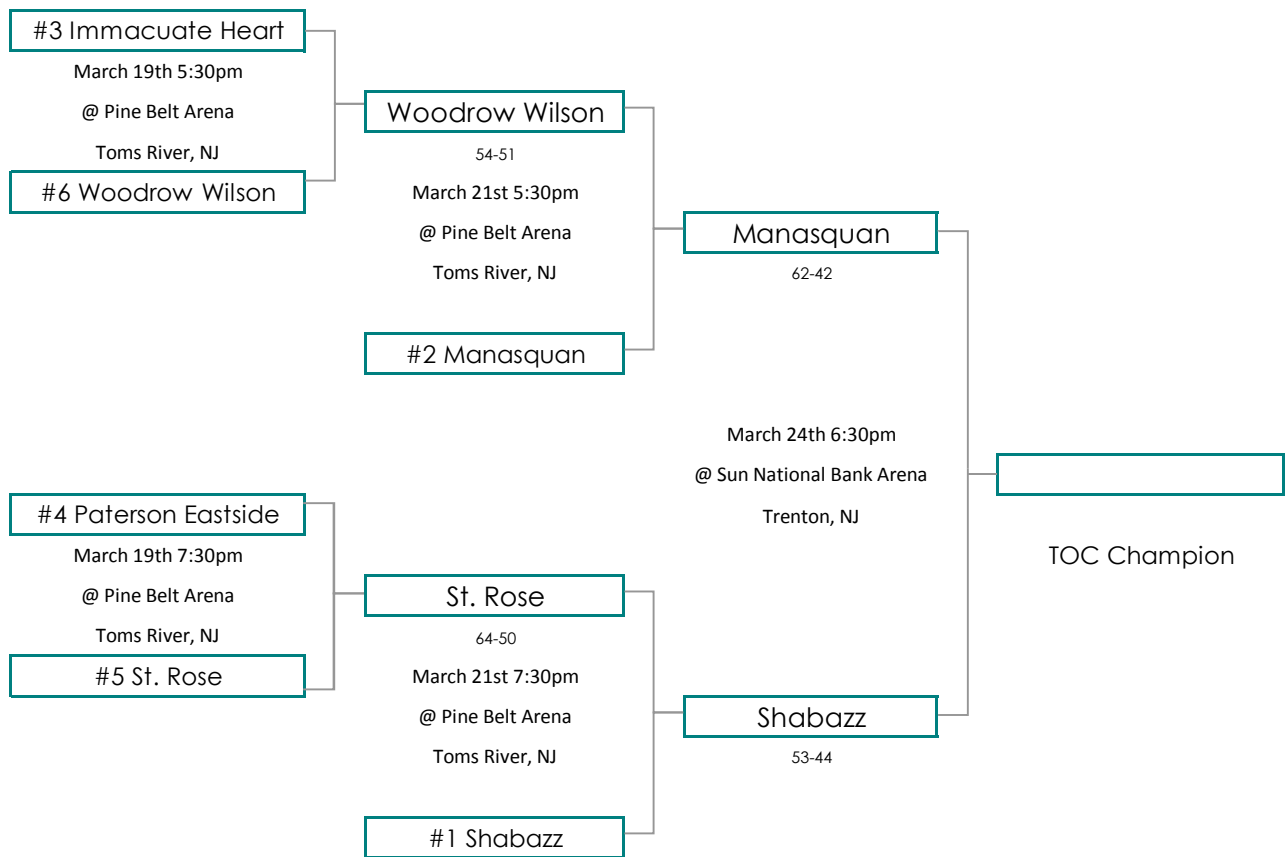 #3 Immacuate Heart
March 19th 5:30pm
@ Pine Belt Arena
Toms River, NJ
#6 Woodrow Wilson
Woodrow Wilson
54-51
March 21st 5:30pm
@ Pine Belt Arena
Toms River, NJ
#2 Manasquan
Manasquan
62-42
March 24th 6:30pm
@ Sun National Bank Arena
Trenton, NJ
TOC Champion
#4 Paterson Eastside
March 19th 7:30pm
@ Pine Belt Arena
Toms River, NJ
#5 St. Rose
St. Rose
64-50
March 21st 7:30pm
@ Pine Belt Arena
Toms River, NJ
#1 Shabazz
Shabazz
53-44